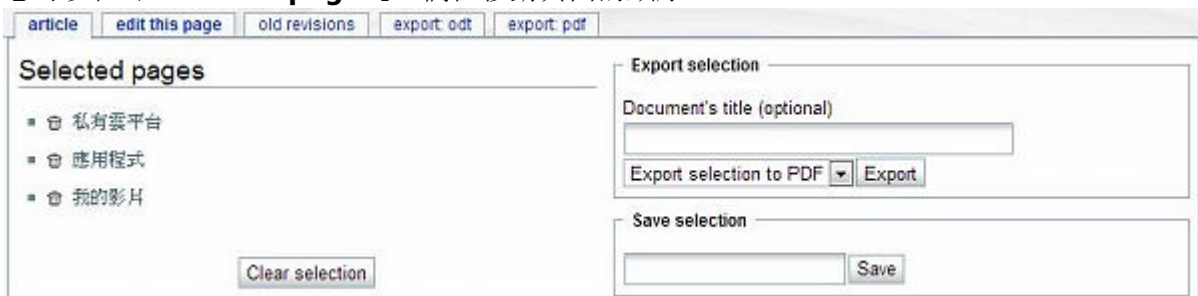 page
article edit this page old revisions export: odt export: pdf
Selected pages
私有雲平台
應用程式
我的影片
Clear selection
Export selection
Document's title (optional)
Export selection to PDF Export
Save selection
Save